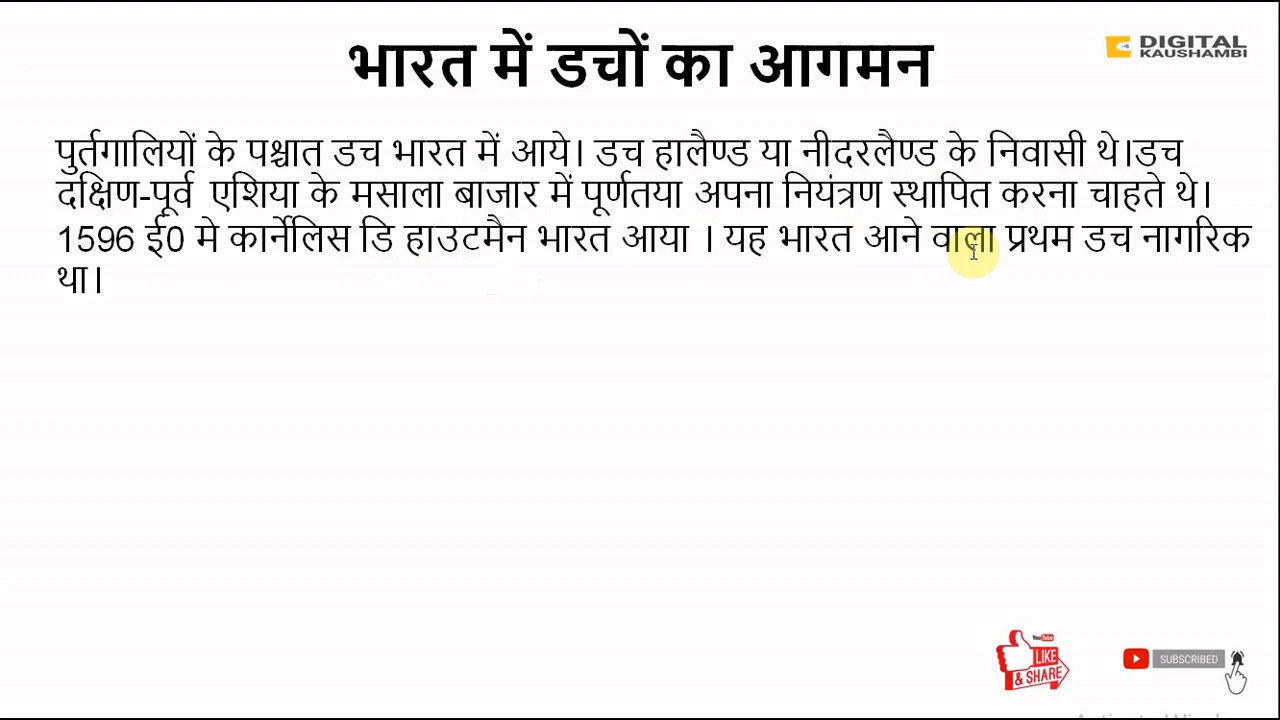 भारत में डचों का आगमन
DIGITAL
KAUSHAMBI
पुर्तगालियों के पश्चात डच भारत में आये। डच हालैण्ड या नीदरलैण्ड के निवासी थे।डच
दक्षिण-पूर्व एशिया के मसाला बाजार में पूर्णतया अपना नियंत्रण स्थापित करना चाहते थे।
1596 ई0 मे कार्नेलिस डि हाउटमैन भारत आया । यह भारत आने वाला प्रथम डच नागरिक
था।
YouTube
LIKE
& SHARE
SUBSCRIBED